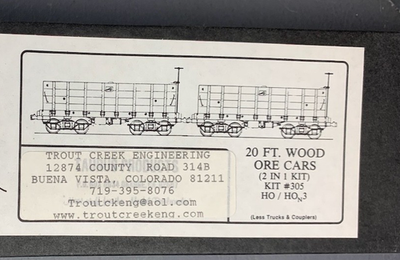 TROUT CREEK ENGINEERING
12874 COUNTY ROAD 314B
BUENA VISTA, COLORADO 81211
719-395-8076
Troutckeng@aol.com
www.troutcreekeng.com
20 FT. WOOD
ORE CARS
(2 IN 1 KIT)
KIT #305
HO / HON3
(Less Trucks & Couplers)